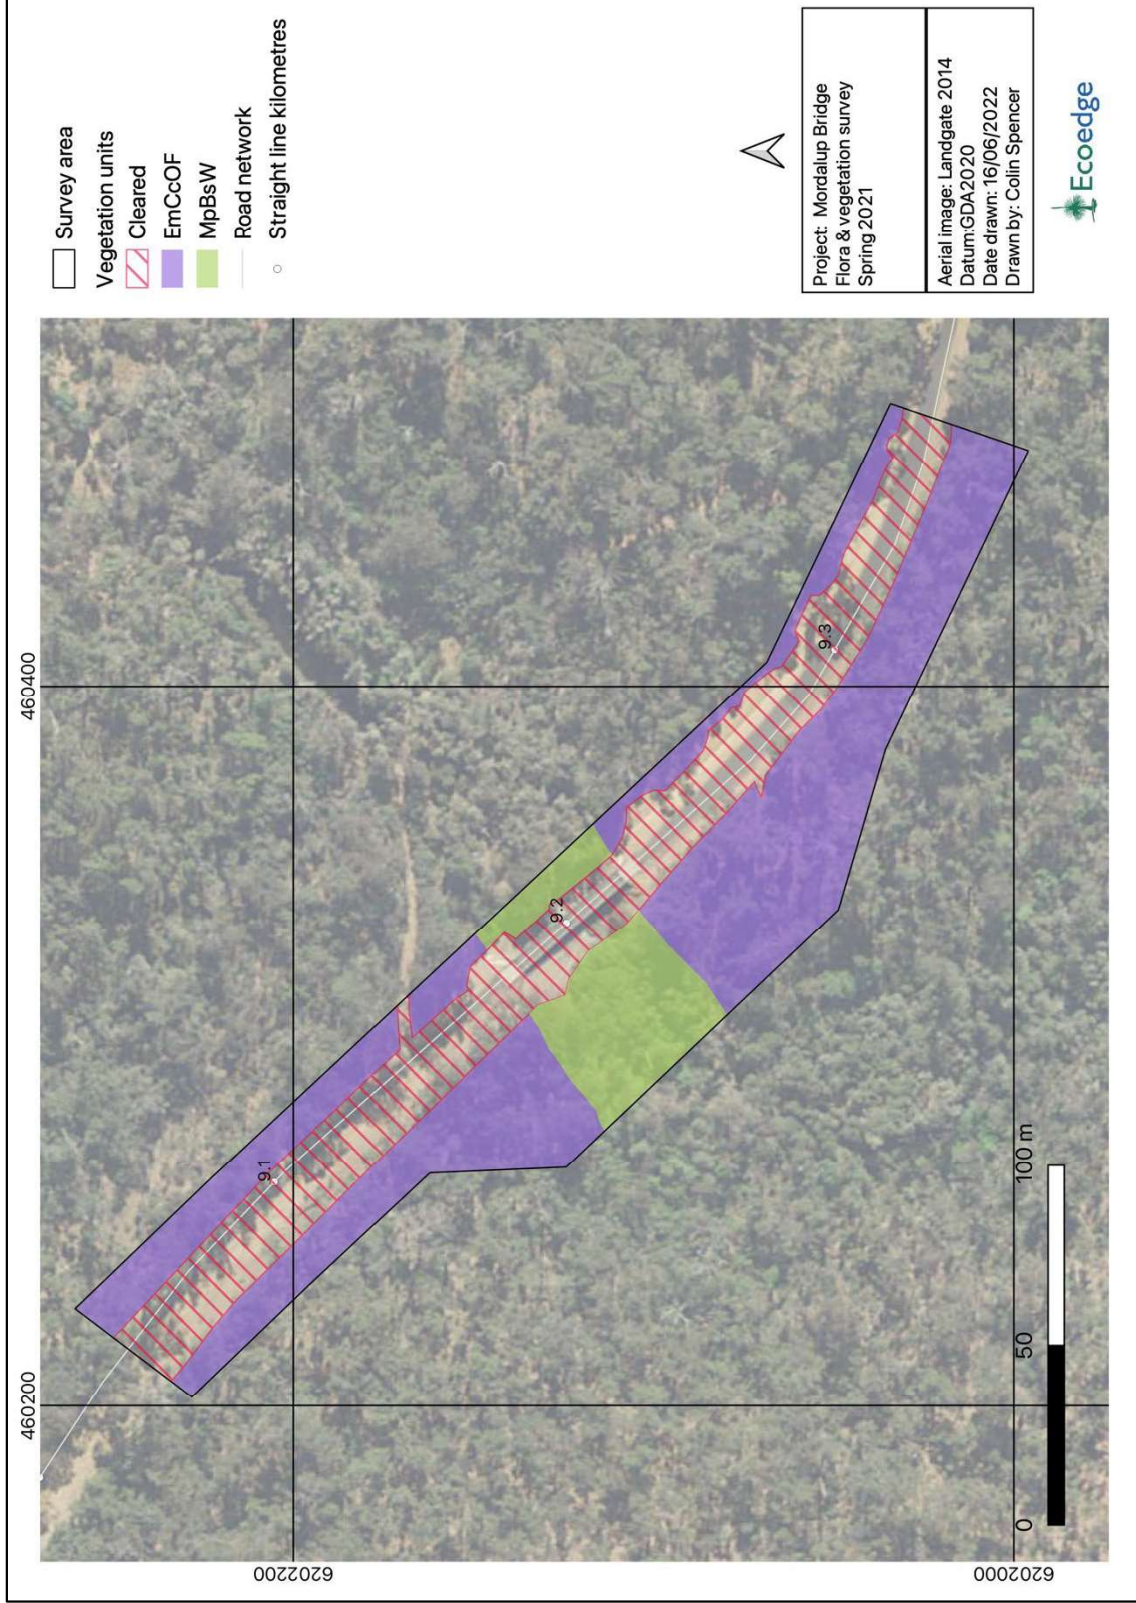 Survey area
Vegetation units
Cleared
EmCcOF
MpBsW
Road network
Straight line kilometres
Project: Mordalup Bridge
Flora & vegetation survey
Spring 2021
Aerial image: Landgate 2014
Datum:GDA2020
Date drawn: 16/06/2022
Drawn by: Colin Spencer
Ecoedge
460200
460400
6202200
6202000
9.1
9.2
9.3
0 50 100 m